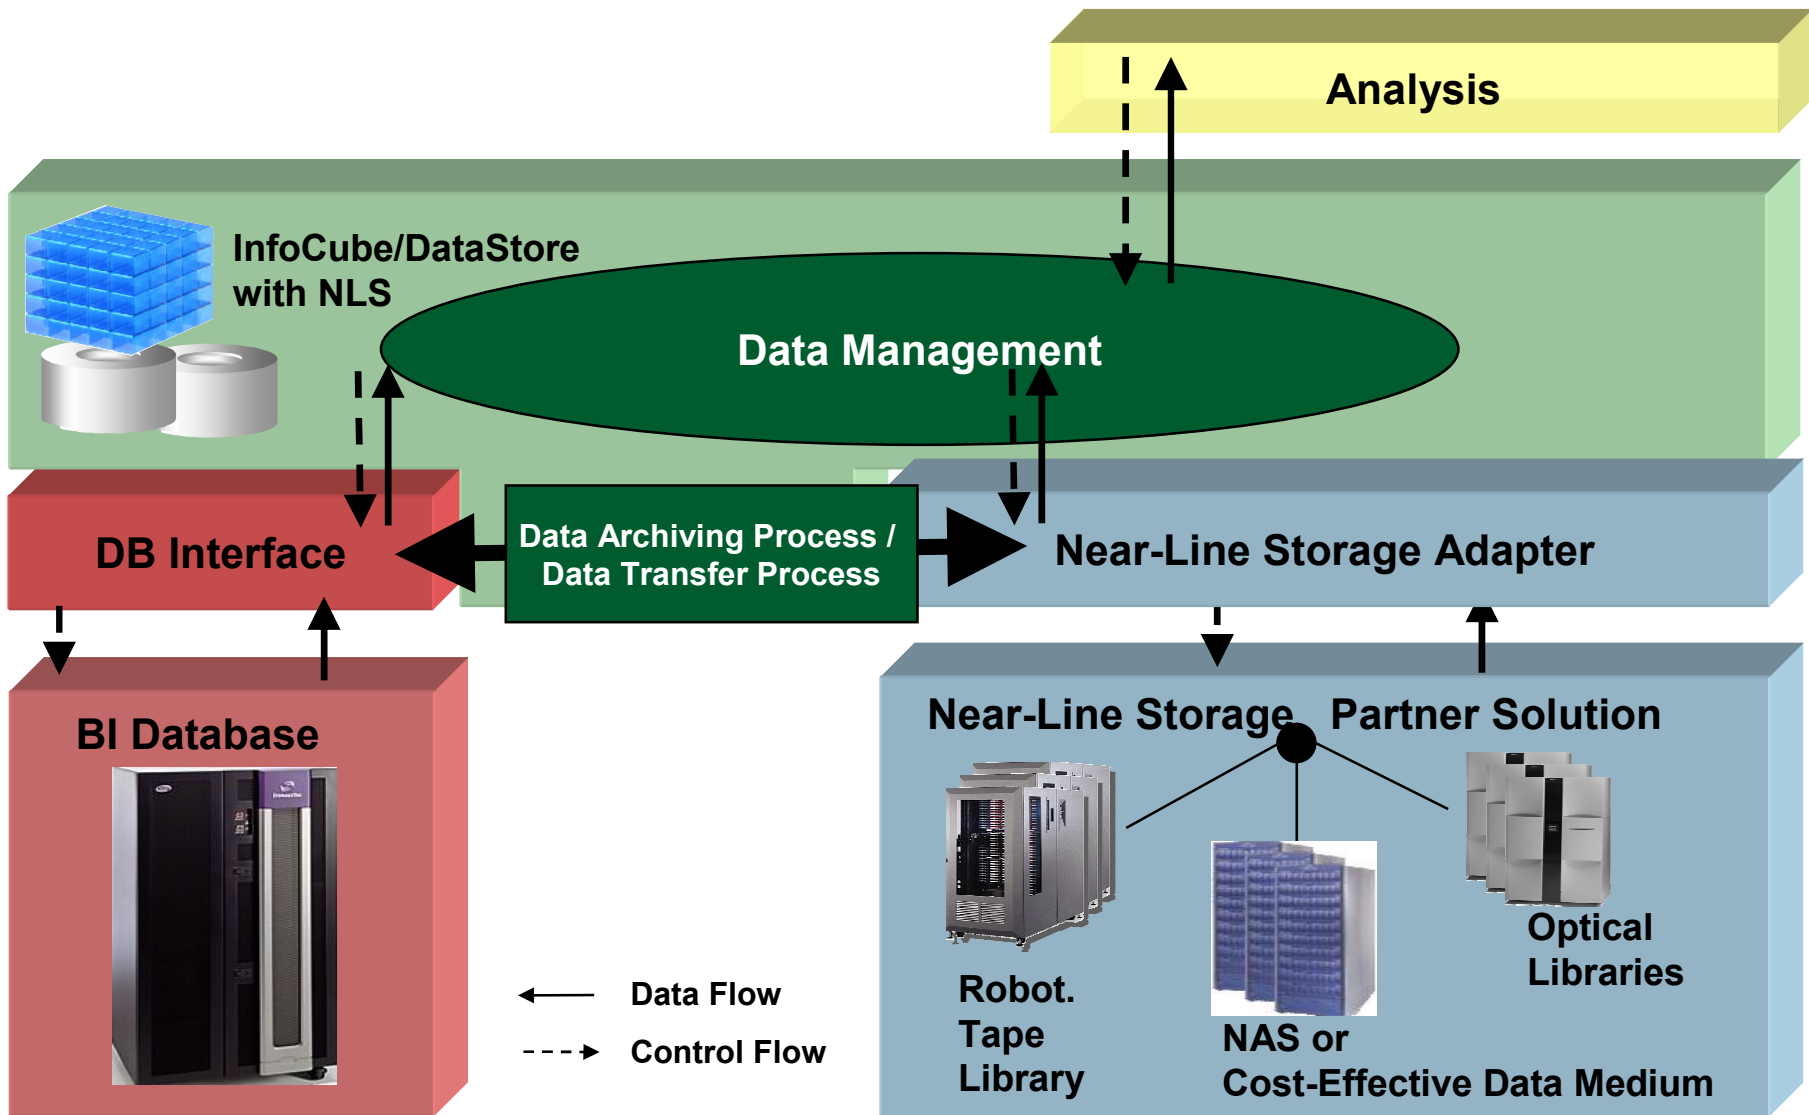 Analysis
InfoCube/DataStore
with NLS
Data Management
DB Interface
Data Archiving Process /
Data Transfer Process
Near-Line Storage Adapter
BI Database
Near-Line Storage
Partner Solution
Optical
Libraries
Robot.
Tape
Library
NAS or
Cost-Effective Data Medium
Data Flow
Control Flow